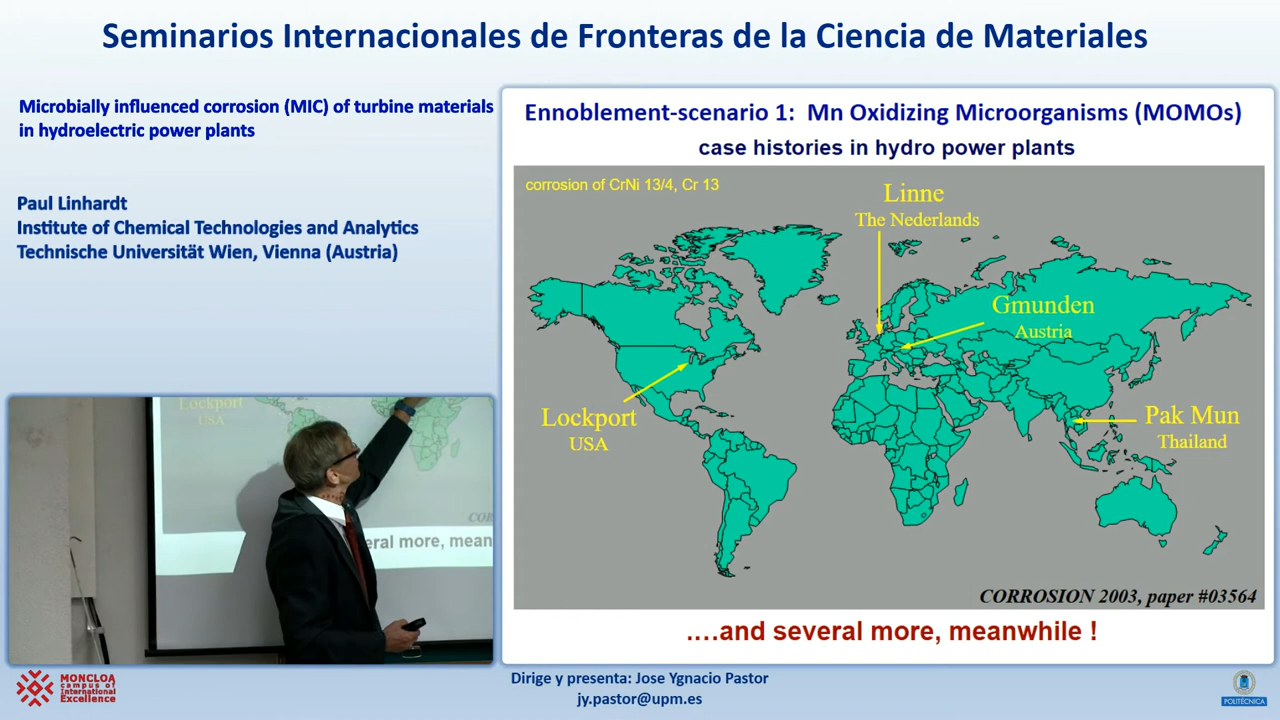 Seminarios Internacionales de Fronteras de la Ciencia de Materiales
Microbially influenced corrosion (MIC) of turbine materials
in hydroelectric power plants
Paul Linhardt
Institute of Chemical Technologies and Analytics
Technische Universität Wien, Vienna (Austria)
Ennoblement-scenario 1: Mn Oxidizing Microorganisms (MOMOs)
case histories in hydro power plants
corrosion of CrNi 13/4, Cr 13
Linne
The Nederlands
Gmunden
Austria
Lockport
USA
Pak Mun
Thailand
CORROSION 2003, paper #03564
....and several more, meanwhile !
Lockport
USA
COR
eral more, mean
MONCLOA
campus of
International
Excellence
Dirige y presenta: Jose Ygnacio Pastor
jy.pastor@upm.es
POLITÉCNICA